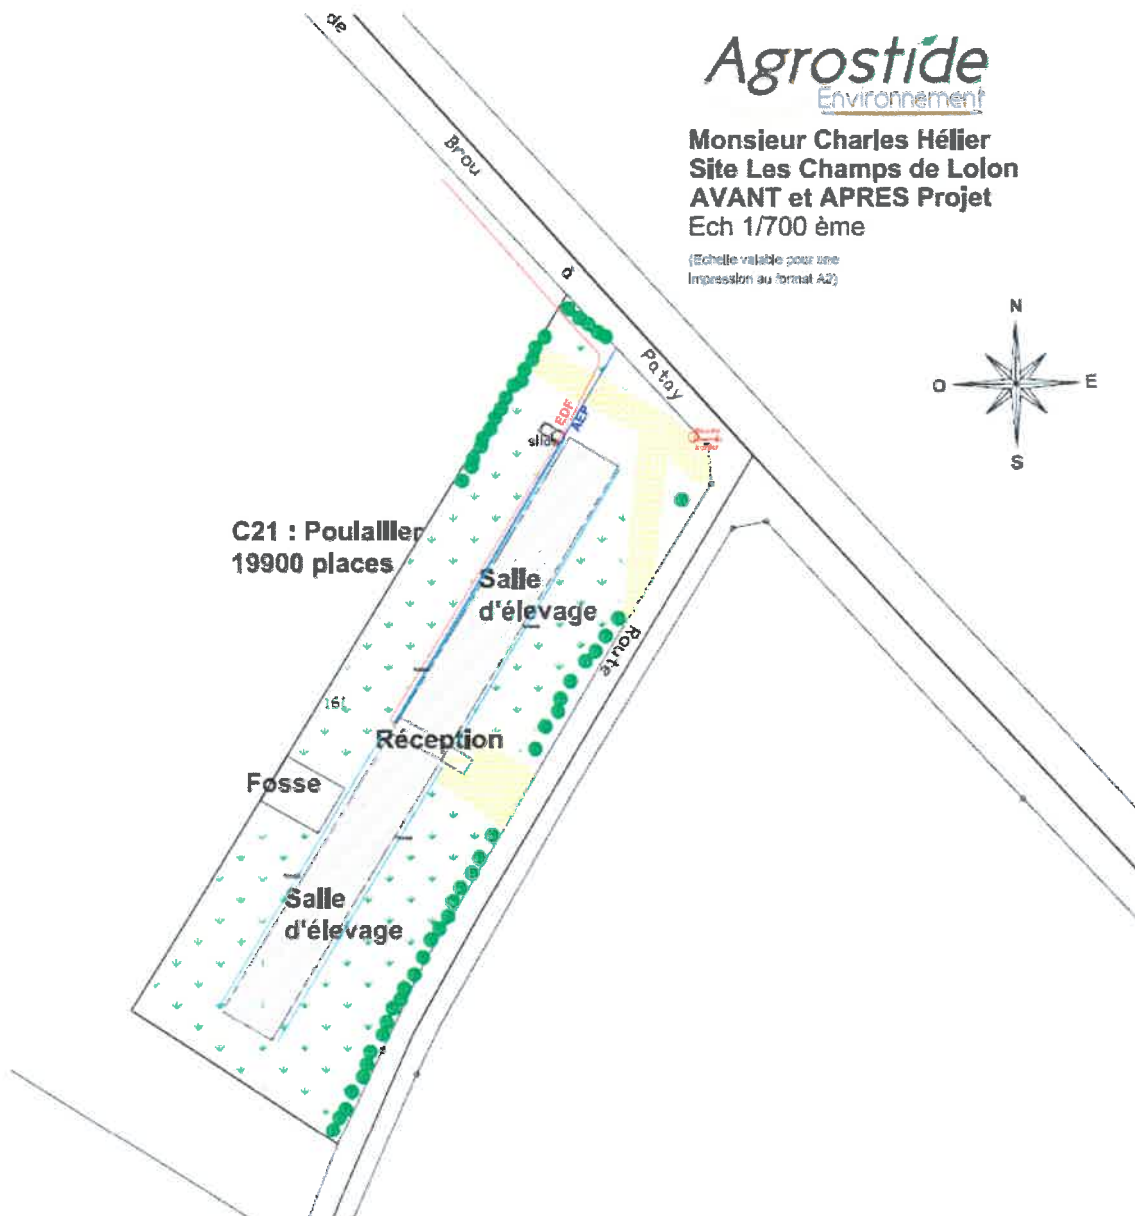 de
Agrostide
Environnement
Monsieur Charles Hélier
Site Les Champs de Lolon
AVANT et APRES Projet
Ech 1/700 ème
(Echelle valable pour une
impression au format A2)
Brou
à
Patay
N
O
E
S
EDF
AEP
silos
C21 : Poulailler
19900 places
Salle
d'élevage
Route
161
Réception
Fosse
Salle
d'élevage